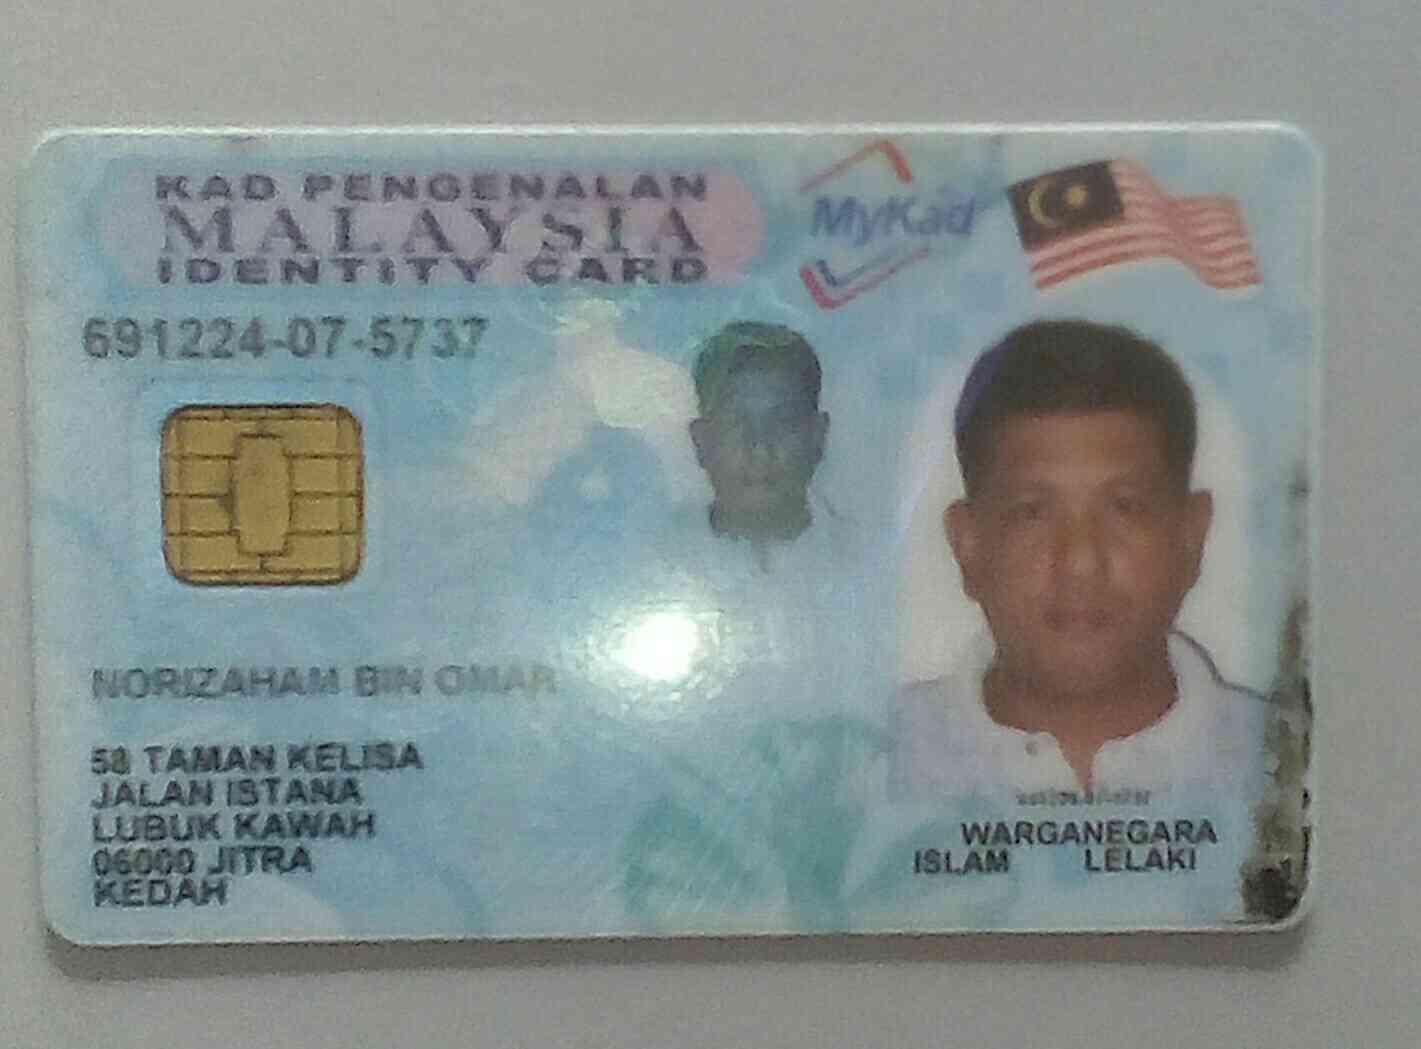 KAD PENGENALAN
MALAYSIA
IDENTITY CARD
MyKad
691224-07-5737
NORIZAHAM BIN OMAR
58 TAMAN KELISA
JALAN ISTANA
LUBUK KAWAH
06000 JITRA
KEDAH
WARGANEGARA
ISLAM LELAKI